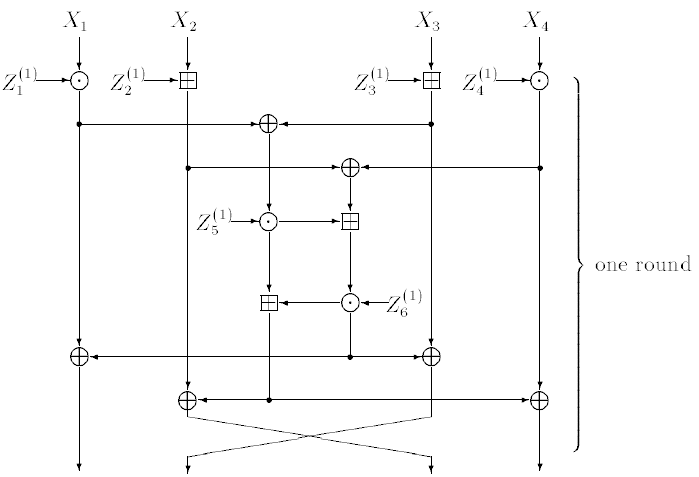 X₁ X₂ X₃ X₄
Z₁⁽¹⁾ Z₂⁽¹⁾ Z₃⁽¹⁾ Z₄⁽¹⁾
Z₅⁽¹⁾
one round
Z₆⁽¹⁾